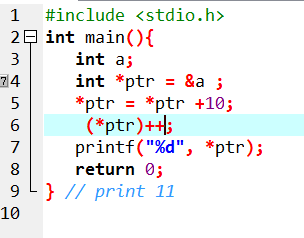 1 #include <stdio.h>
2 int main(){
3 int a;
4 int *ptr = &a ;
5 *ptr = *ptr +10;
6 (*ptr)++;
7 printf("%d", *ptr);
8 return 0;
9 } // print 11
10